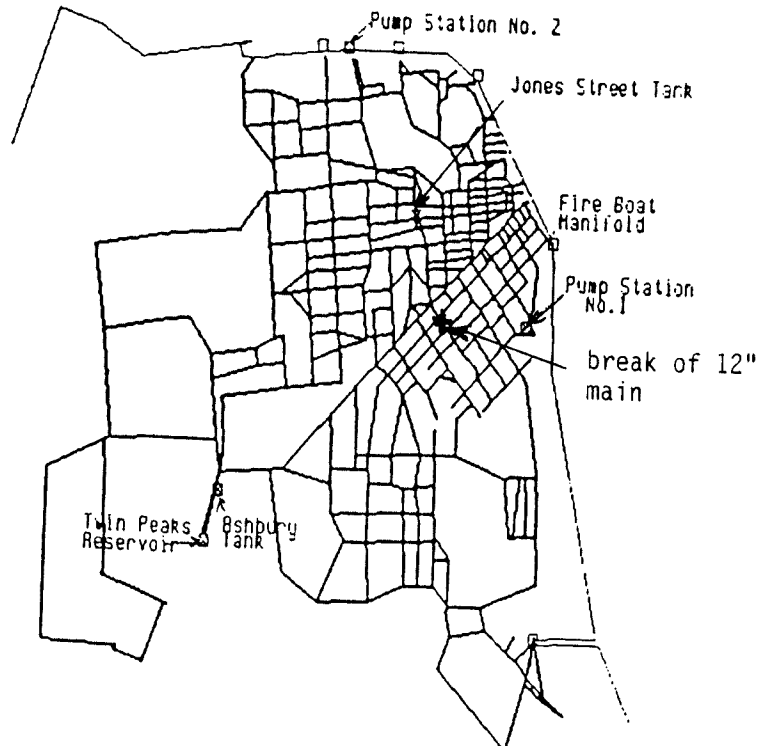 Pump Station No. 2
Jones Street Tank
Fire Boat
Manifold
Pump Station
No.1
break of 12"
main
Twin Peaks
Reservoir
Ashbury
Tank